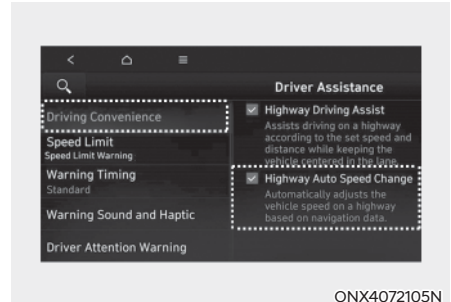 Driver Assistance
Driving Convenience
Speed Limit
Speed Limit Warning
Warning Timing
Standard
Warning Sound and Haptic
Driver Attention Warning
Highway Driving Assist
Assists driving on a highway
according to the set speed and
distance while keeping the
vehicle centered in the lane.
Highway Auto Speed Change
Automatically adjusts the
vehicle speed on a highway
based on navigation data.
ONX4072105N